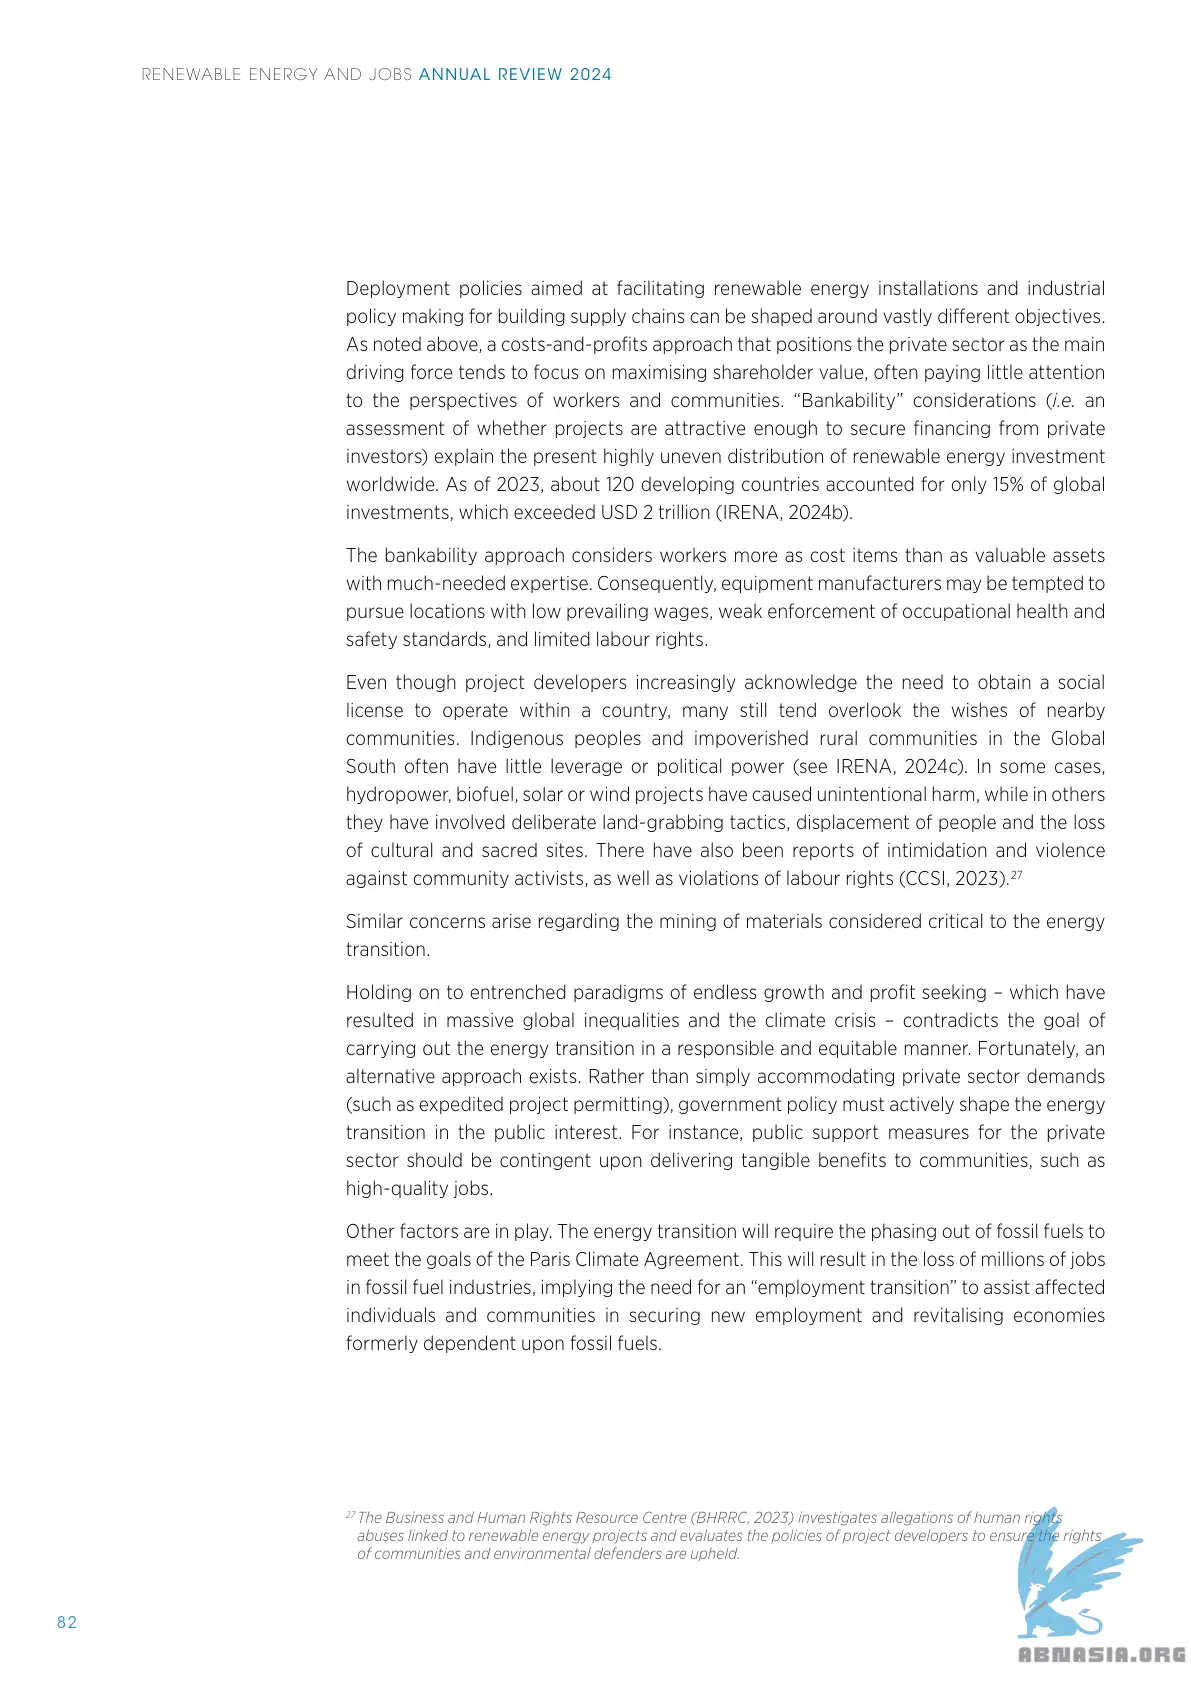 RENEWABLE ENERGY AND JOBS ANNUAL REVIEW 2024
Deployment policies aimed at facilitating renewable energy installations and industrial
policy making for building supply chains can be shaped around vastly different objectives.
As noted above, a costs-and-profits approach that positions the private sector as the main
driving force tends to focus on maximising shareholder value, often paying little attention
to the perspectives of workers and communities. “Bankability” considerations (i.e. an
assessment of whether projects are attractive enough to secure financing from private
investors) explain the present highly uneven distribution of renewable energy investment
worldwide. As of 2023, about 120 developing countries accounted for only 15% of global
investments, which exceeded USD 2 trillion (IRENA, 2024b).
The bankability approach considers workers more as cost items than as valuable assets
with much-needed expertise. Consequently, equipment manufacturers may be tempted to
pursue locations with low prevailing wages, weak enforcement of occupational health and
safety standards, and limited labour rights.
Even though project developers increasingly acknowledge the need to obtain a social
license to operate within a country, many still tend overlook the wishes of nearby
communities. Indigenous peoples and impoverished rural communities in the Global
South often have little leverage or political power (see IRENA, 2024c). In some cases,
hydropower, biofuel, solar or wind projects have caused unintentional harm, while in others
they have involved deliberate land-grabbing tactics, displacement of people and the loss
of cultural and sacred sites. There have also been reports of intimidation and violence
against community activists, as well as violations of labour rights (CCSI, 2023).27
Similar concerns arise regarding the mining of materials considered critical to the energy
transition.
Holding on to entrenched paradigms of endless growth and profit seeking – which have
resulted in massive global inequalities and the climate crisis – contradicts the goal of
carrying out the energy transition in a responsible and equitable manner. Fortunately, an
alternative approach exists. Rather than simply accommodating private sector demands
(such as expedited project permitting), government policy must actively shape the energy
transition in the public interest. For instance, public support measures for the private
sector should be contingent upon delivering tangible benefits to communities, such as
high-quality jobs.
Other factors are in play. The energy transition will require the phasing out of fossil fuels to
meet the goals of the Paris Climate Agreement. This will result in the loss of millions of jobs
in fossil fuel industries, implying the need for an “employment transition” to assist affected
individuals and communities in securing new employment and revitalising economies
formerly dependent upon fossil fuels.
27 The Business and Human Rights Resource Centre (BHRRC, 2023) investigates allegations of human rights
abuses linked to renewable energy projects and evaluates the policies of project developers to ensure the rights
of communities and environmental defenders are upheld.
82
ABNASIA.ORG